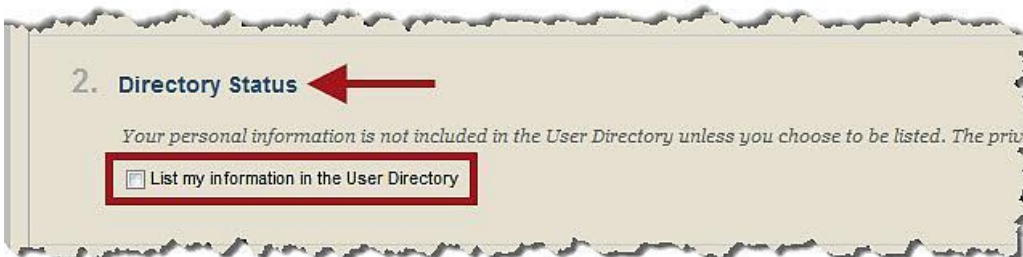 2. Directory Status
Your personal information is not included in the User Directory unless you choose to be listed. The
List my information in the User Directory